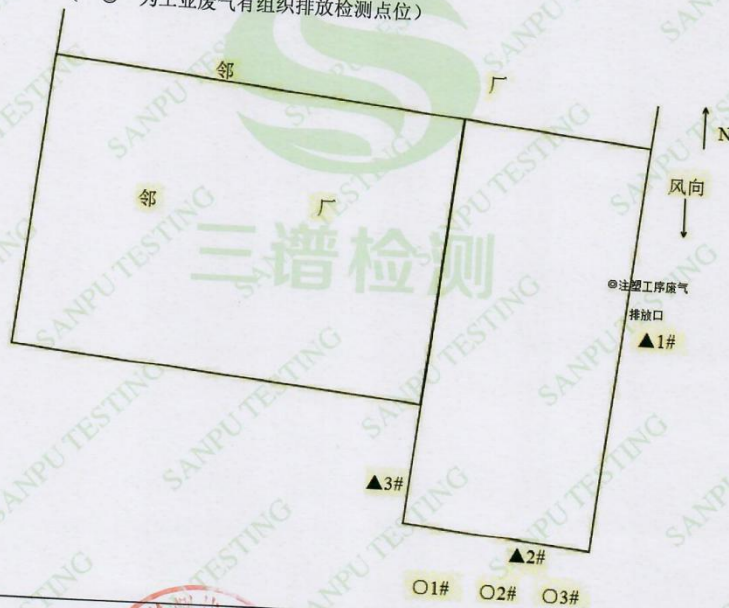 为工业废气有组织排放检测点位）
邻 厂
N
风向
邻 厂
三谱检测
◎注塑工序废气
排放口
▲1#
▲3#
▲2#
○1# ○2# ○3#
SANPU TESTING